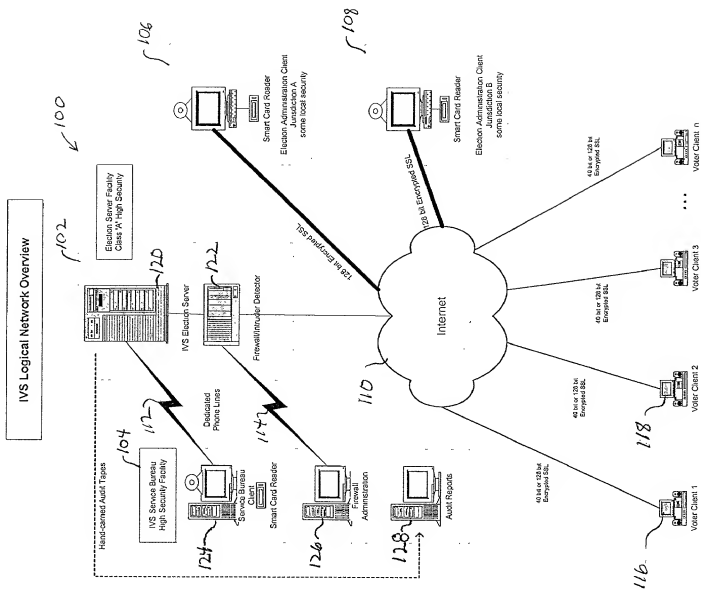 IVS Logical Network Overview
100
102
Election Server Facility
Class 'A' High Security
120
IVS Election Server
122
Firewall/Intruder Detector
106
Smart Card Reader
Election Administration Client
Jurisdiction A
some local security
108
Smart Card Reader
Election Administration Client
Jurisdiction B
some local security
128 bit Encrypted SSL
128 bit Encrypted SSL
Hand-carried Audit Tapes
104
IVS Service Bureau
High Security Facility
112
Dedicated
Phone Lines
114
124
Service Bureau
Client
Smart Card Reader
126
Firewall
Administration
128
Audit Reports
110
Internet
40 bit or 128 bit
Encrypted SSL
40 bit or 128 bit
Encrypted SSL
40 bit or 128 bit
Encrypted SSL
40 bit or 128 bit
Encrypted SSL
116
Voter Client 1
118
Voter Client 2
Voter Client 3
...
Voter Client n